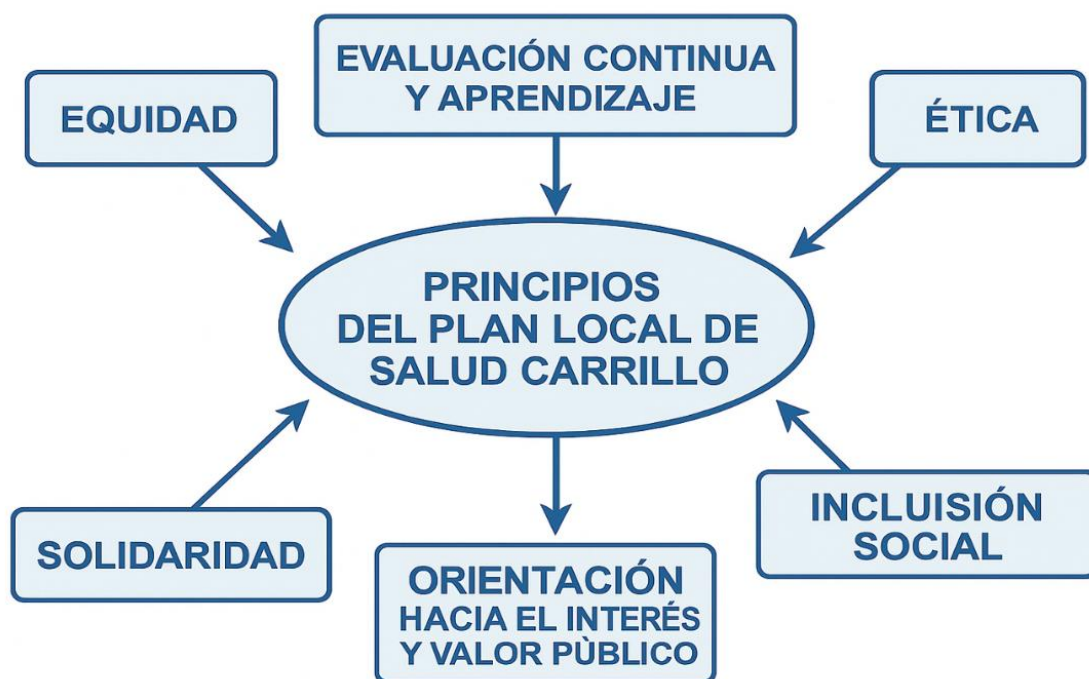 EVALUACIÓN CONTINUA
Y APRENDIZAJE
EQUIDAD
ÉTICA
PRINCIPIOS
DEL PLAN LOCAL DE
SALUD CARRILLO
SOLIDARIDAD
INCLUISIÓN
SOCIAL
ORIENTACIÓN
HACIA EL INTERÉS
Y VALOR PÙBLICO